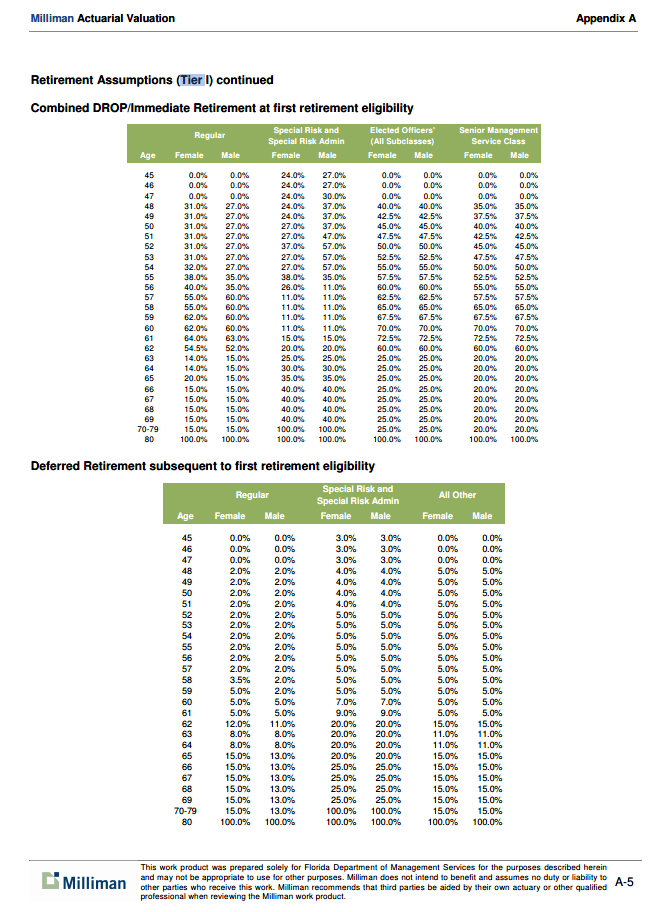 Milliman Actuarial Valuation Appendix A
Retirement Assumptions (Tier I) continued
Combined DROP/Immediate Retirement at first retirement eligibility
Regular Special Risk and Special Risk Admin Elected Officers' (All Subclasses) Senior Management Service Class
Age Female Male Female Male Female Male Female Male
45 0.0% 0.0% 24.0% 27.0% 0.0% 0.0% 0.0% 0.0%
46 0.0% 0.0% 24.0% 27.0% 0.0% 0.0% 0.0% 0.0%
47 0.0% 0.0% 24.0% 30.0% 0.0% 0.0% 0.0% 0.0%
48 31.0% 27.0% 24.0% 37.0% 40.0% 40.0% 35.0% 35.0%
49 31.0% 27.0% 24.0% 37.0% 42.5% 42.5% 37.5% 37.5%
50 31.0% 27.0% 24.0% 37.0% 45.0% 45.0% 40.0% 40.0%
51 31.0% 27.0% 27.0% 47.0% 47.5% 47.5% 42.5% 42.5%
52 31.0% 27.0% 37.0% 57.0% 50.0% 50.0% 45.0% 45.0%
53 31.0% 27.0% 27.0% 57.0% 52.5% 52.5% 47.5% 47.5%
54 32.0% 27.0% 27.0% 57.0% 55.0% 55.0% 50.0% 50.0%
55 38.0% 35.0% 38.0% 35.0% 57.5% 57.5% 52.5% 52.5%
56 40.0% 35.0% 26.0% 11.0% 60.0% 60.0% 55.0% 55.0%
57 55.0% 60.0% 11.0% 11.0% 62.5% 62.5% 57.5% 57.5%
58 55.0% 60.0% 11.0% 11.0% 65.0% 65.0% 65.0% 65.0%
59 62.0% 60.0% 11.0% 11.0% 67.5% 67.5% 67.5% 67.5%
60 62.0% 60.0% 11.0% 11.0% 70.0% 70.0% 70.0% 70.0%
61 64.0% 63.0% 15.0% 15.0% 72.5% 72.5% 72.5% 72.5%
62 54.5% 52.0% 20.0% 20.0% 60.0% 60.0% 60.0% 60.0%
63 14.0% 15.0% 25.0% 25.0% 25.0% 25.0% 20.0% 20.0%
64 14.0% 15.0% 30.0% 30.0% 25.0% 25.0% 20.0% 20.0%
65 20.0% 15.0% 35.0% 35.0% 25.0% 25.0% 20.0% 20.0%
66 15.0% 15.0% 40.0% 40.0% 25.0% 25.0% 20.0% 20.0%
67 15.0% 15.0% 40.0% 40.0% 25.0% 25.0% 20.0% 20.0%
68 15.0% 15.0% 40.0% 40.0% 25.0% 25.0% 20.0% 20.0%
69 15.0% 15.0% 40.0% 40.0% 25.0% 25.0% 20.0% 20.0%
70-79 15.0% 15.0% 100.0% 100.0% 25.0% 25.0% 20.0% 20.0%
80 100.0% 100.0% 100.0% 100.0% 100.0% 100.0% 100.0% 100.0%
Deferred Retirement subsequent to first retirement eligibility
Regular Special Risk and Special Risk Admin All Other
Age Female Male Female Male Female Male
45 0.0% 0.0% 3.0% 3.0% 0.0% 0.0%
46 0.0% 0.0% 3.0% 3.0% 0.0% 0.0%
47 0.0% 0.0% 3.0% 3.0% 0.0% 0.0%
48 2.0% 2.0% 4.0% 4.0% 5.0% 5.0%
49 2.0% 2.0% 4.0% 4.0% 5.0% 5.0%
50 2.0% 2.0% 4.0% 4.0% 5.0% 5.0%
51 2.0% 2.0% 4.0% 4.0% 5.0% 5.0%
52 2.0% 2.0% 5.0% 5.0% 5.0% 5.0%
53 2.0% 2.0% 5.0% 5.0% 5.0% 5.0%
54 2.0% 2.0% 5.0% 5.0% 5.0% 5.0%
55 2.0% 2.0% 5.0% 5.0% 5.0% 5.0%
56 2.0% 2.0% 5.0% 5.0% 5.0% 5.0%
57 2.0% 2.0% 5.0% 5.0% 5.0% 5.0%
58 3.5% 2.0% 5.0% 5.0% 5.0% 5.0%
59 5.0% 2.0% 5.0% 5.0% 5.0% 5.0%
60 5.0% 5.0% 7.0% 7.0% 5.0% 5.0%
61 5.0% 5.0% 9.0% 9.0% 5.0% 5.0%
62 12.0% 11.0% 20.0% 20.0% 15.0% 15.0%
63 8.0% 8.0% 20.0% 20.0% 11.0% 11.0%
64 8.0% 8.0% 20.0% 20.0% 11.0% 11.0%
65 15.0% 13.0% 20.0% 20.0% 15.0% 15.0%
66 15.0% 13.0% 25.0% 25.0% 15.0% 15.0%
67 15.0% 13.0% 25.0% 25.0% 15.0% 15.0%
68 15.0% 13.0% 25.0% 25.0% 15.0% 15.0%
69 15.0% 13.0% 25.0% 25.0% 15.0% 15.0%
70-79 15.0% 13.0% 100.0% 100.0% 15.0% 15.0%
80 100.0% 100.0% 100.0% 100.0% 100.0% 100.0%
Milliman
This work product was prepared solely for Florida Department of Management Services for the purposes described herein
and may not be appropriate to use for other purposes. Milliman does not intend to benefit and assumes no duty or liability to
other parties who receive this work. Milliman recommends that third parties be aided by their own actuary or other qualified
professional when reviewing the Milliman work product.
A-5